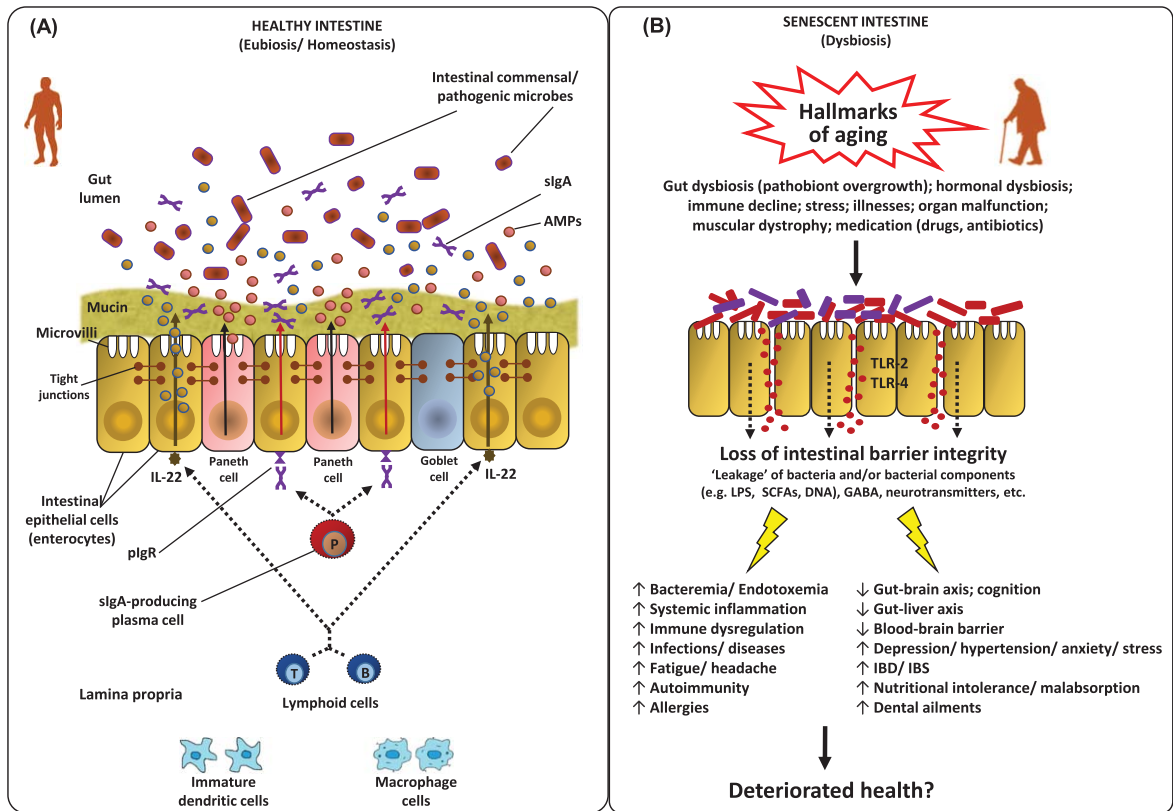 (A)
HEALTHY INTESTINE
(Eubiosis/ Homeostasis)
Intestinal commensal/
pathogenic microbes
Gut
lumen
sIgA
AMPs
Mucin
Microvilli
Tight
junctions
IL-22
Paneth
cell
Paneth
cell
Goblet
cell
IL-22
Intestinal
epithelial cells
(enterocytes)
pIgR
P
sIgA-producing
plasma cell
T
B
Lamina propria
Lymphoid cells
Immature
dendritic cells
Macrophage
cells
(B)
SENESCENT INTESTINE
(Dysbiosis)
Hallmarks
of aging
Gut dysbiosis (pathobiont overgrowth); hormonal dysbiosis;
immune decline; stress; illnesses; organ malfunction;
muscular dystrophy; medication (drugs, antibiotics)
TLR-2
TLR-4
Loss of intestinal barrier integrity
‘Leakage’ of bacteria and/or bacterial components
(e.g. LPS, SCFAs, DNA), GABA, neurotransmitters, etc.
↑ Bacteremia/ Endotoxemia
↑ Systemic inflammation
↑ Immune dysregulation
↑ Infections/ diseases
↑ Fatigue/ headache
↑ Autoimmunity
↑ Allergies
↓ Gut-brain axis; cognition
↓ Gut-liver axis
↓ Blood-brain barrier
↑ Depression/ hypertension/ anxiety/ stress
↑ IBD/ IBS
↑ Nutritional intolerance/ malabsorption
↑ Dental ailments
Deteriorated health?